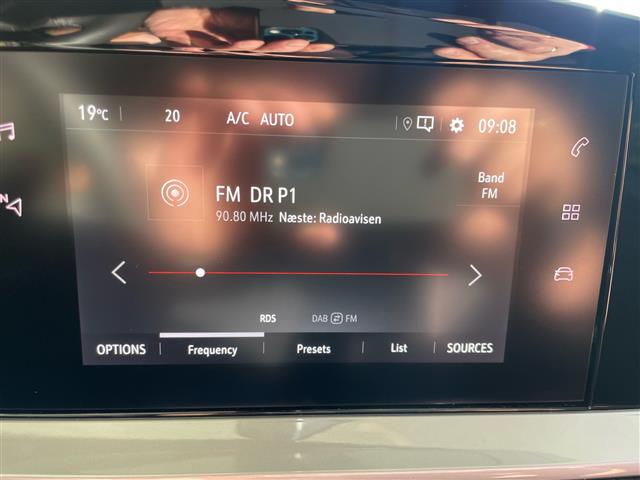 19°C 20 A/C AUTO 09:08
FM DR P1
90.80 MHz Næste: Radioavisen
Band
FM
N
RDS DAB FM
OPTIONS Frequency Presets List SOURCES